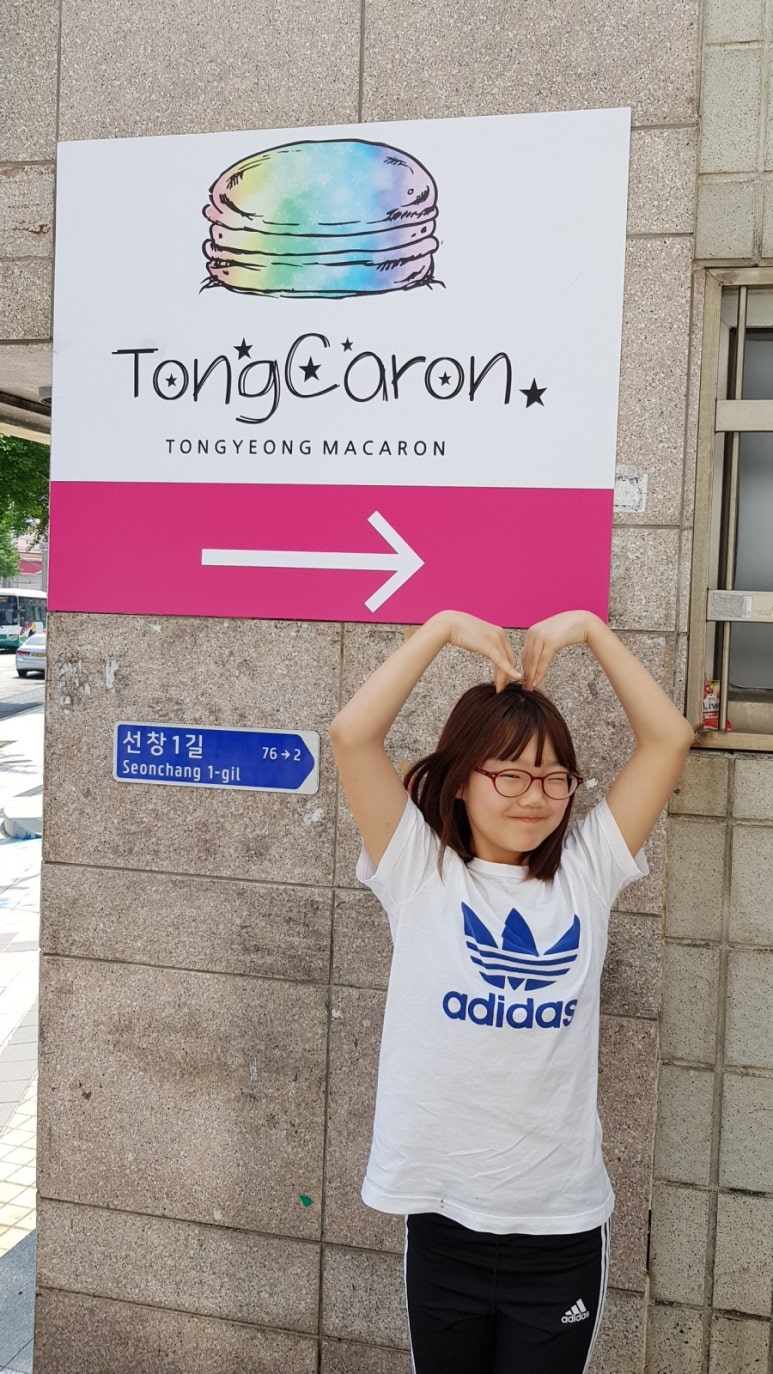 TongCaron
TONGYEONG MACARON
선창1길 76→2
Seonchang 1-gil
adidas
adidas